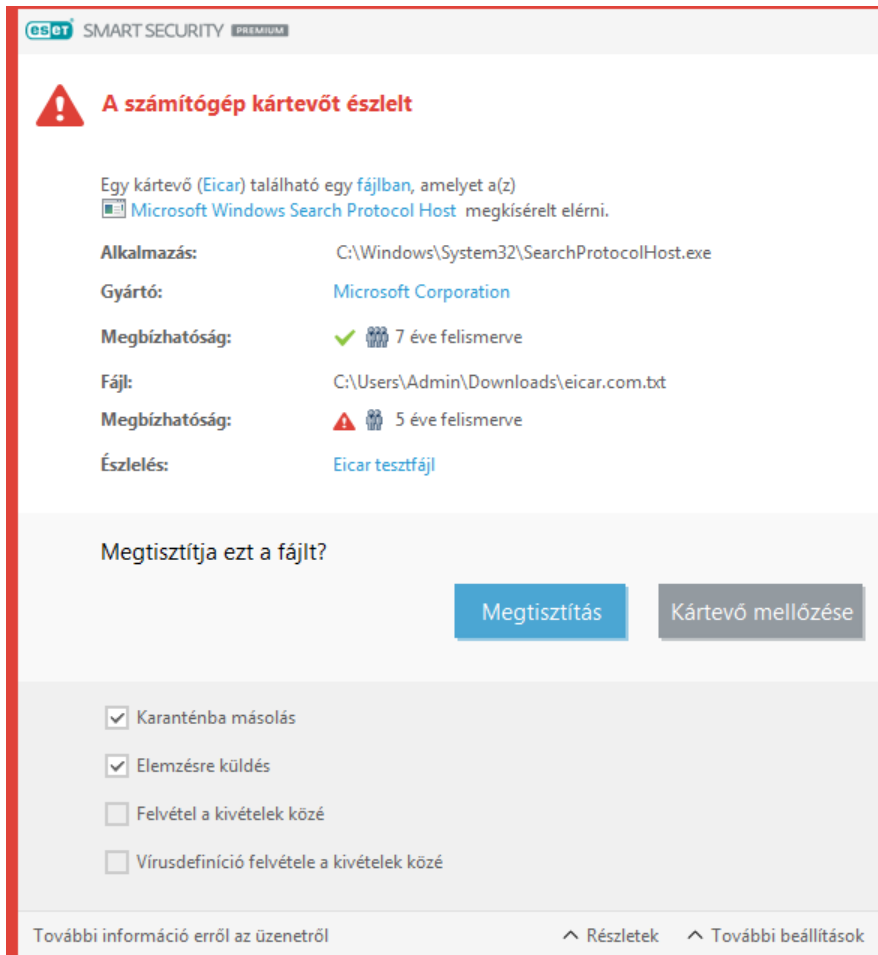 eset SMART SECURITY PREMIUM
A számítógép kártevőt észlelt
Egy kártevő (Eicar) található egy fájlban, amelyet a(z)
Microsoft Windows Search Protocol Host megkísérelt elérni.
Alkalmazás: C:\Windows\System32\SearchProtocolHost.exe
Gyártó: Microsoft Corporation
Megbízhatóság: 7 éve felismerve
Fájl: C:\Users\Admin\Downloads\eicar.com.txt
Megbízhatóság: 5 éve felismerve
Észlelés: Eicar tesztfájl
Megtisztítja ezt a fájlt?
Megtisztítás Kártevő mellőzése
Karanténba másolás
Elemzésre küldés
Felvétel a kivételek közé
Vírusdefiníció felvétele a kivételek közé
További információ erről az üzenetről Részletek További beállítások